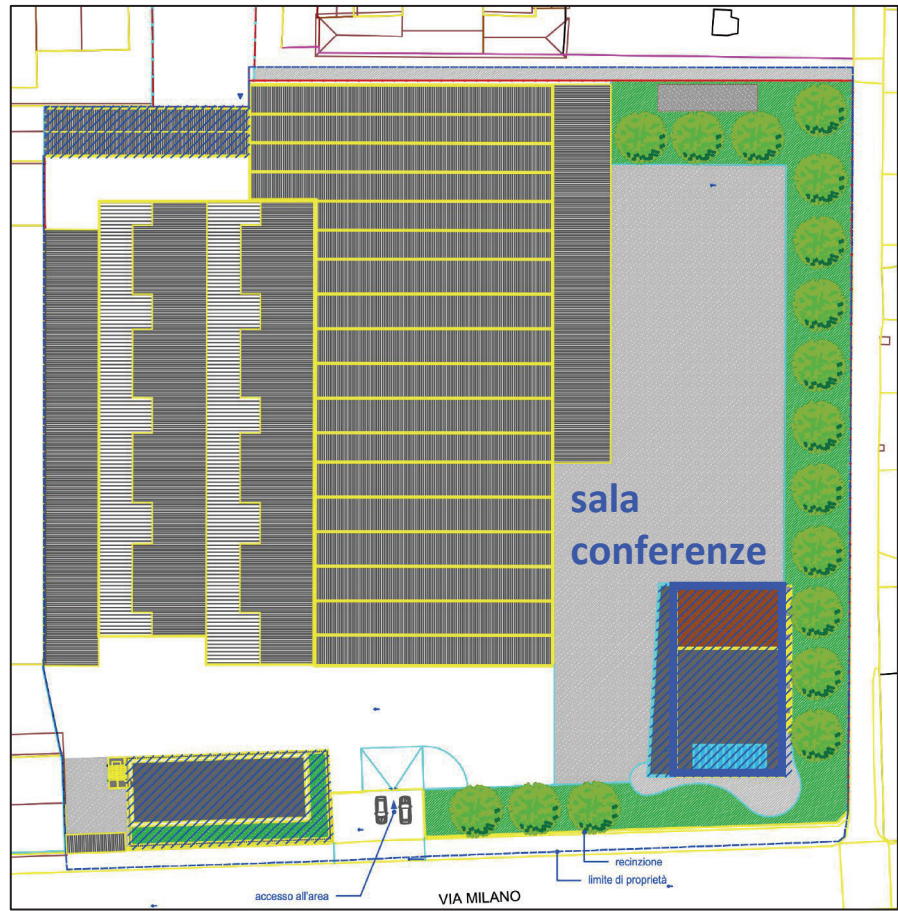 sala
conferenze
recinzione
limite di proprietà
accesso all'area
VIA MILANO